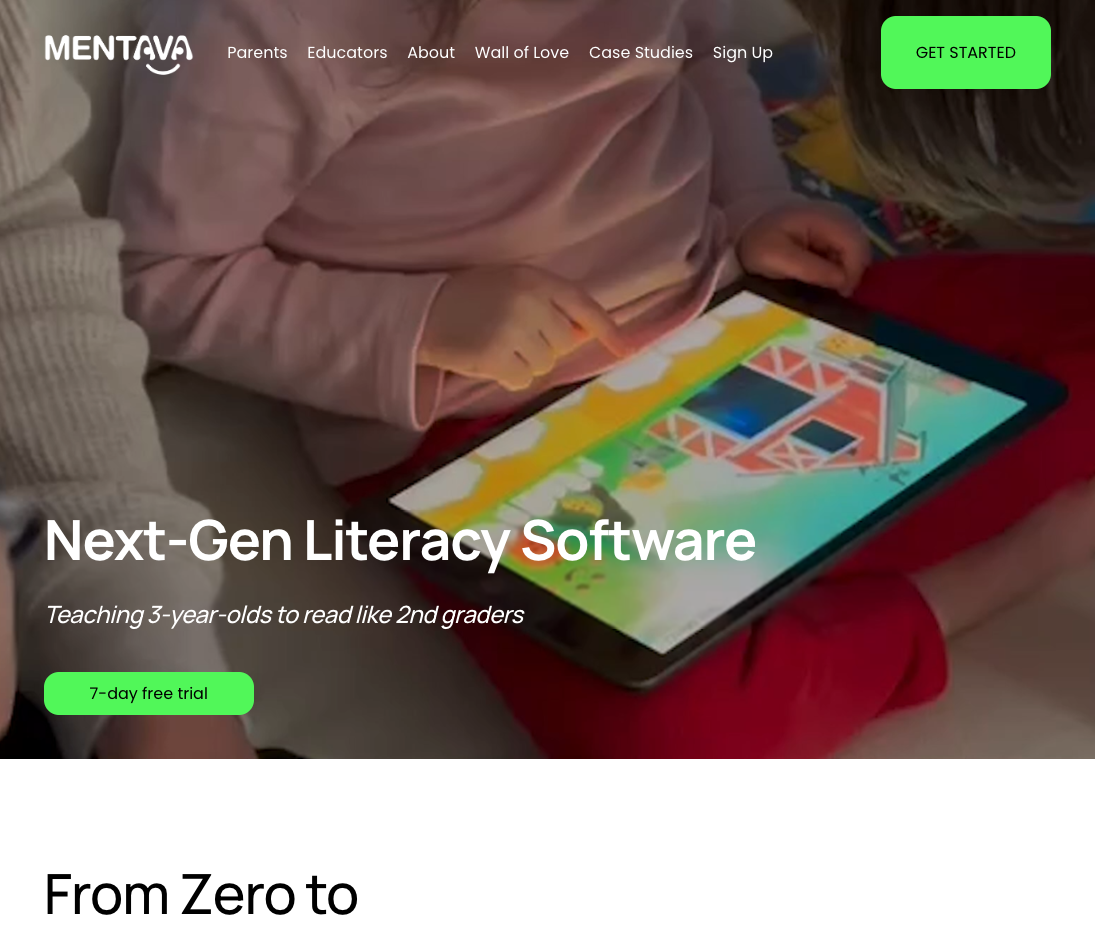 MENTAVA
Parents
Educators
About
Wall of Love
Case Studies
Sign Up
GET STARTED
Next-Gen Literacy Software
Teaching 3-year-olds to read like 2nd graders
7-day free trial
From Zero to